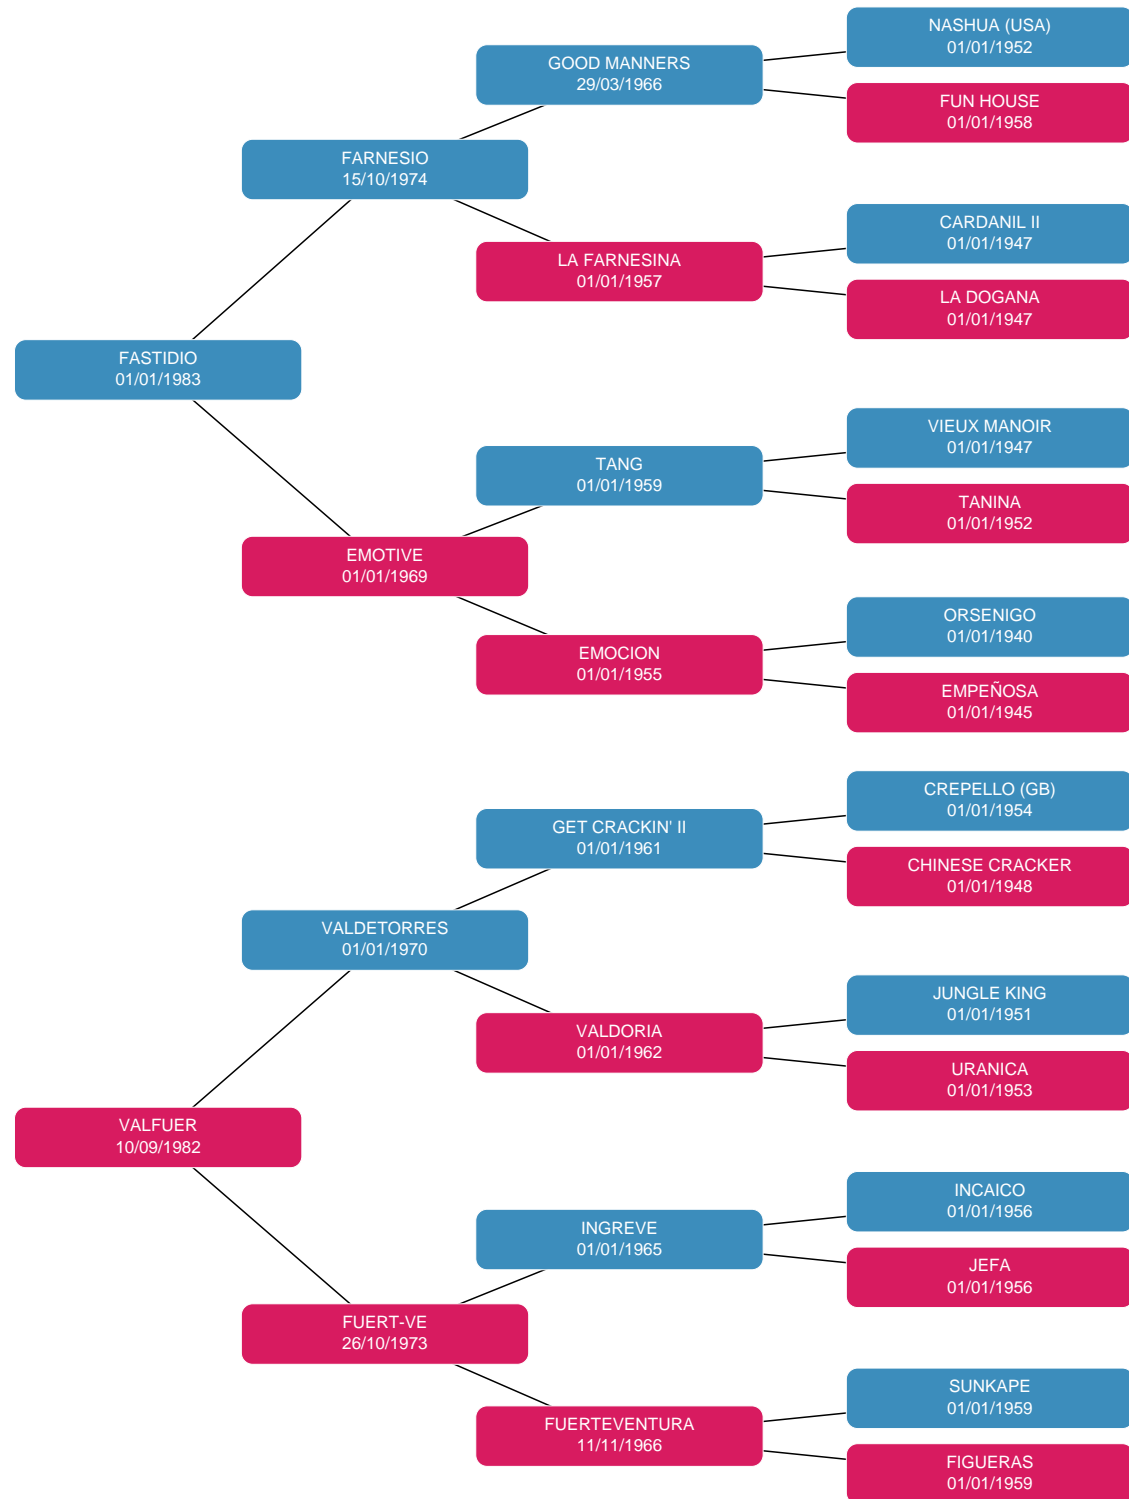 NASHUA (USA)
01/01/1952
GOOD MANNERS
29/03/1966
FUN HOUSE
01/01/1958
FARNESIO
15/10/1974
CARDANIL II
01/01/1947
LA FARNESINA
01/01/1957
LA DOGANA
01/01/1947
FASTIDIO
01/01/1983
VIEUX MANOIR
01/01/1947
TANG
01/01/1959
TANINA
01/01/1952
EMOTIVE
01/01/1969
ORSENIGO
01/01/1940
EMOCION
01/01/1955
EMPEÑOSA
01/01/1945
CREPELLO (GB)
01/01/1954
GET CRACKIN' II
01/01/1961
CHINESE CRACKER
01/01/1948
VALDETORRES
01/01/1970
JUNGLE KING
01/01/1951
VALDORIA
01/01/1962
URANICA
01/01/1953
VALFUER
10/09/1982
INCAICO
01/01/1956
INGREVE
01/01/1965
JEFA
01/01/1956
FUERT-VE
26/10/1973
SUNKAPE
01/01/1959
FUERTEVENTURA
11/11/1966
FIGUERAS
01/01/1959